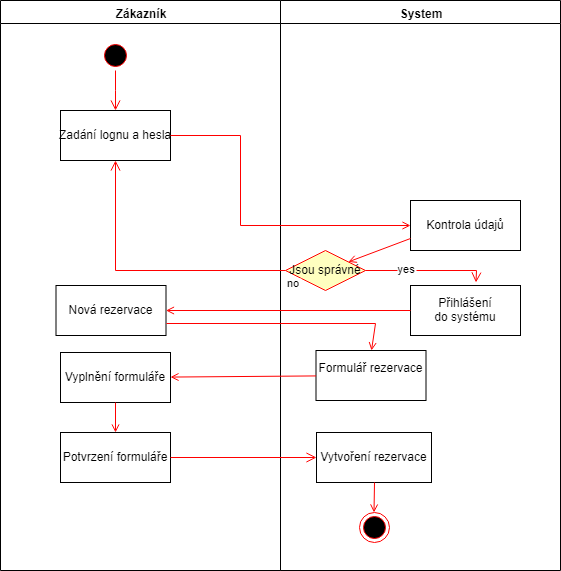 Zákazník
System
Zadání lognu a hesla
Kontrola údajů
Jsou správné
no
yes
Přihlášení
do systému
Nová rezervace
Formulář rezervace
Vyplnění formuláře
Potvrzení formuláře
Vytvoření rezervace